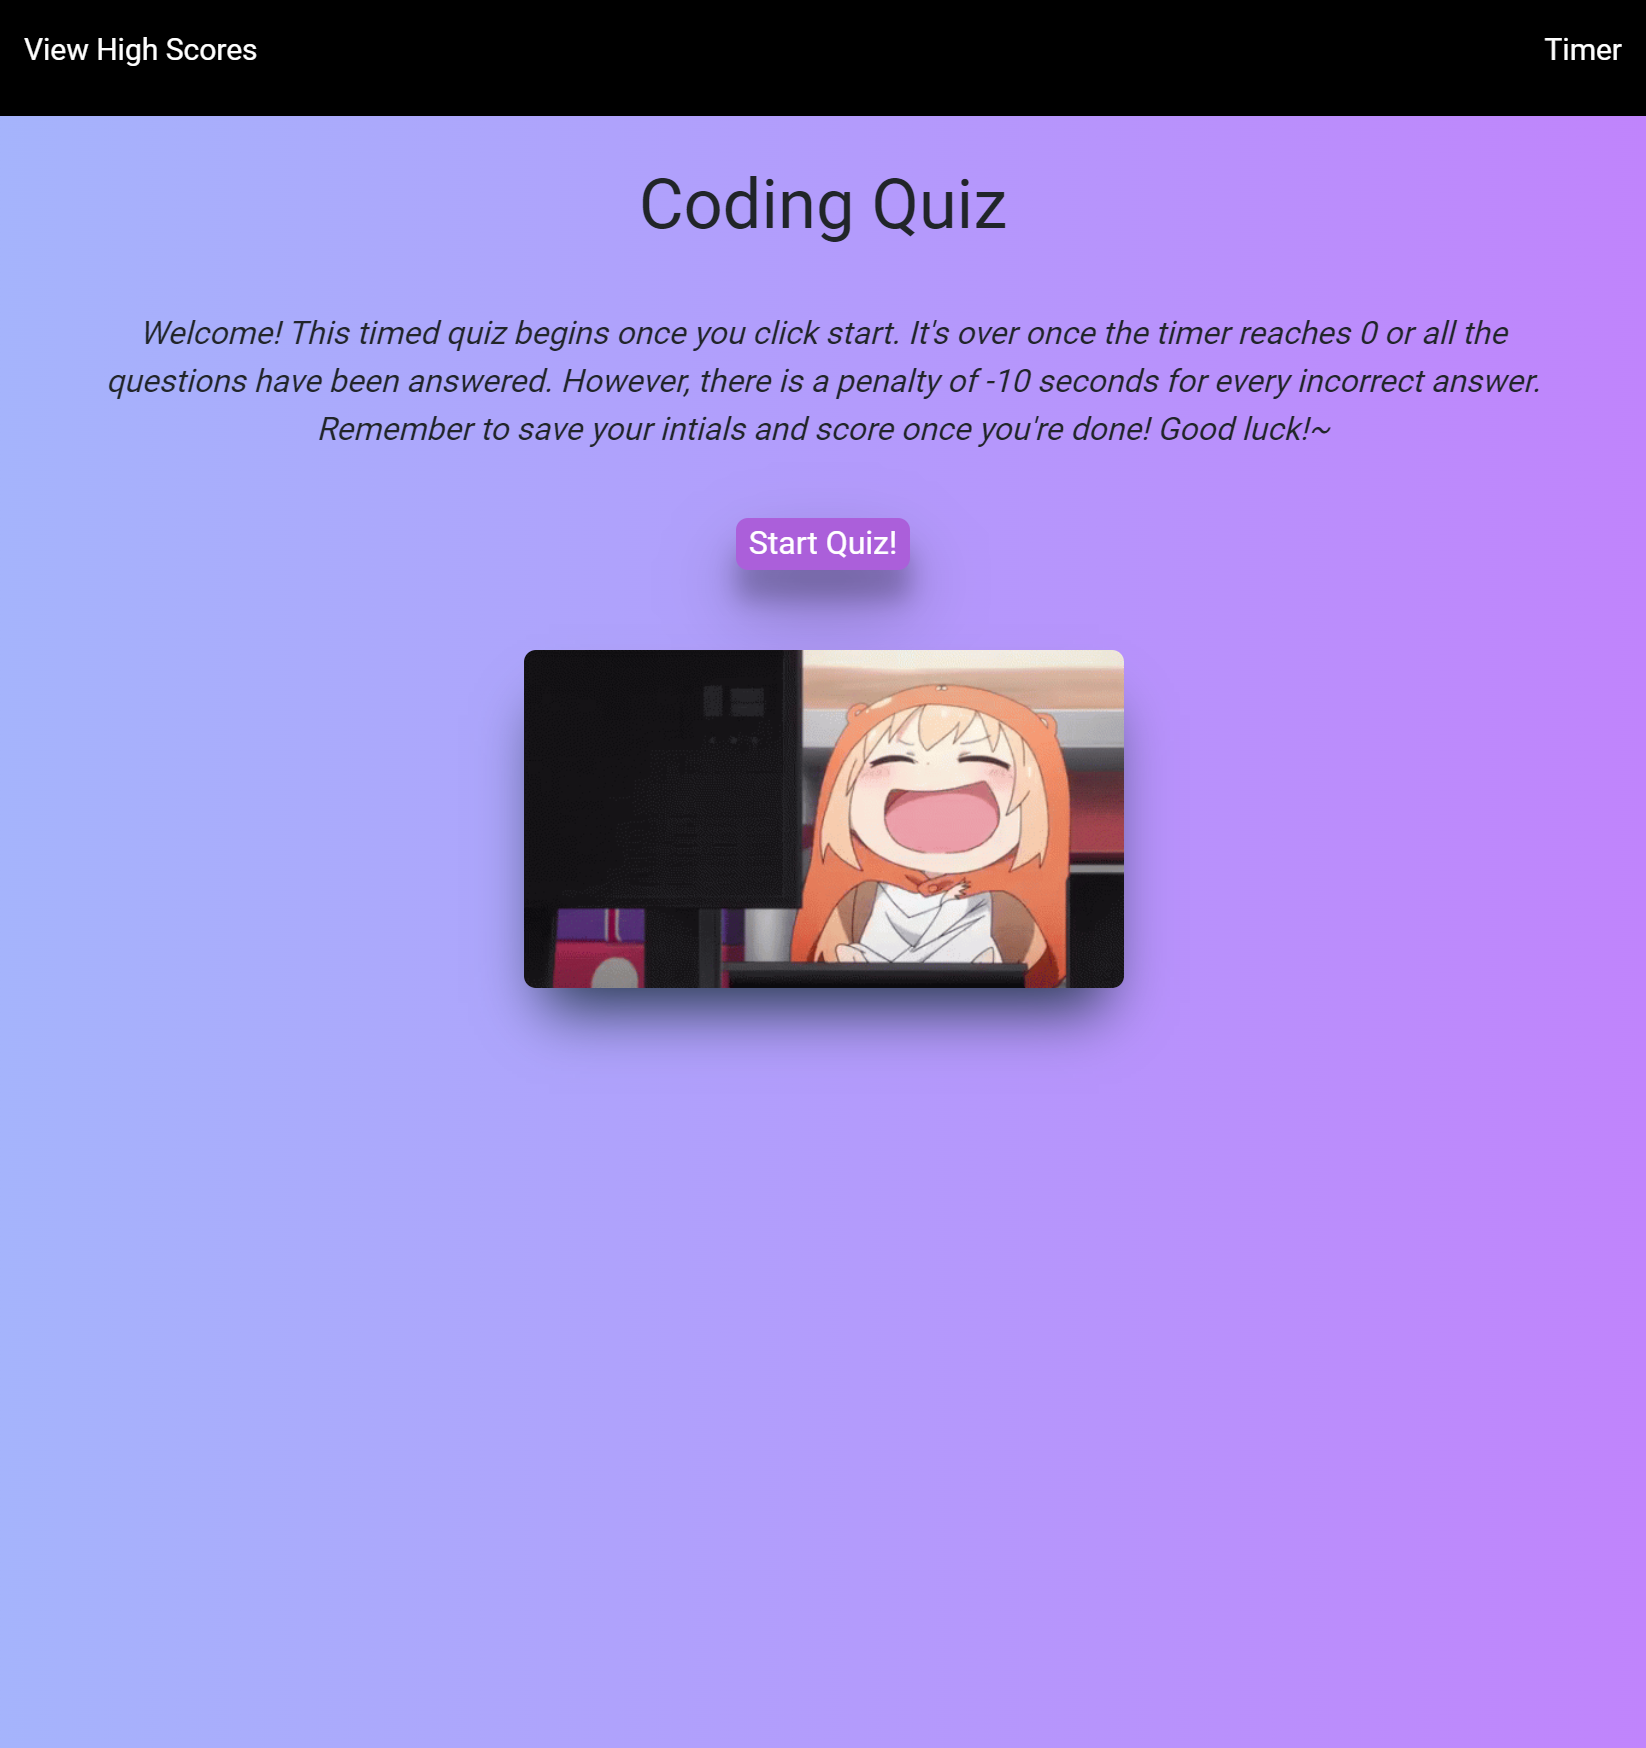 View High Scores
Timer
Coding Quiz
Welcome! This timed quiz begins once you click start. It's over once the timer reaches 0 or all the
questions have been answered. However, there is a penalty of -10 seconds for every incorrect answer.
Remember to save your intials and score once you're done! Good luck!~
Start Quiz!